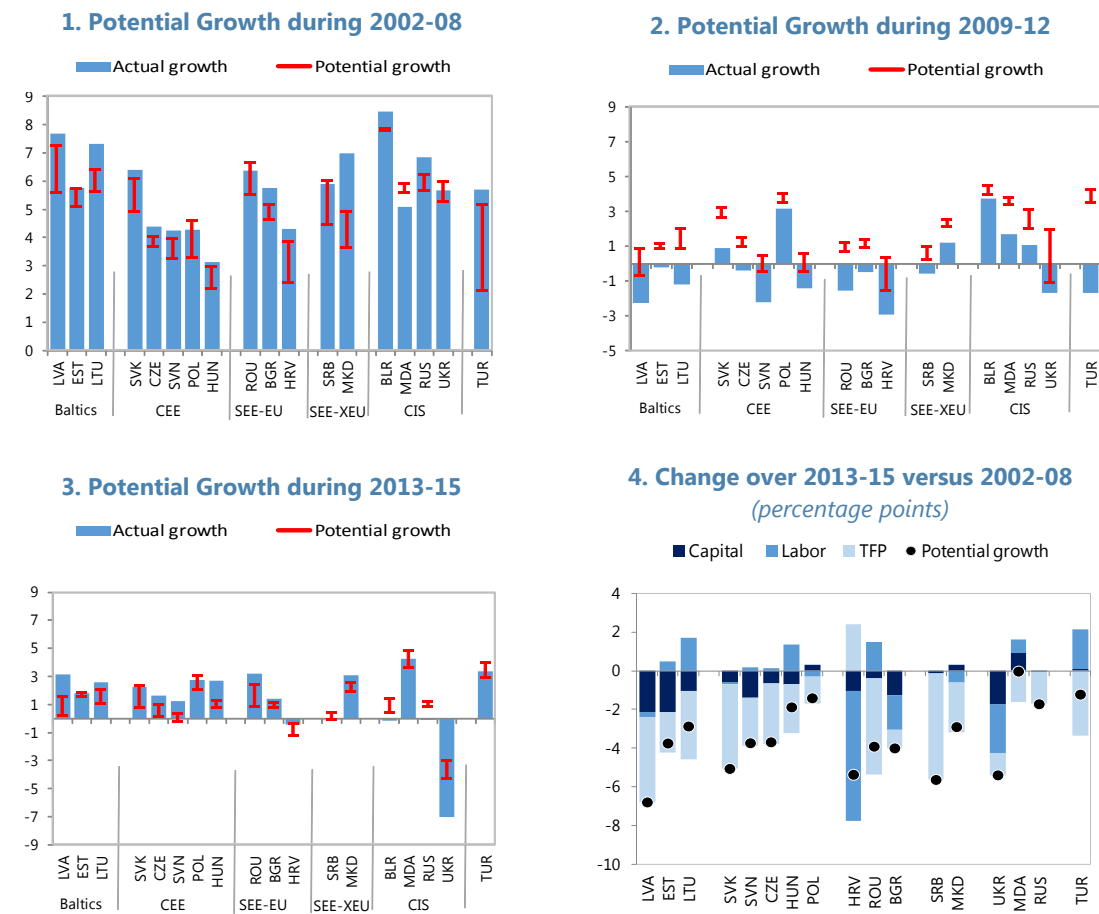 1. Potential Growth during 2002-08
Actual growth Potential growth
9
8
7
6
5
4
3
2
1
0
LVA EST LTU SVK CZE SVN POL HUN ROU BGR HRV SRB MKD BLR MDA RUS UKR TUR
Baltics CEE SEE-EU SEE-XEU CIS
2. Potential Growth during 2009-12
Actual growth Potential growth
9
7
5
3
1
-1
-3
-5
LVA EST LTU SVK CZE SVN POL HUN ROU BGR HRV SRB MKD BLR MDA RUS UKR TUR
Baltics CEE SEE-EU SEE-XEU CIS
3. Potential Growth during 2013-15
Actual growth Potential growth
9
7
5
3
1
-1
-3
-5
-7
-9
LVA EST LTU SVK CZE SVN POL HUN ROU BGR HRV SRB MKD BLR MDA RUS UKR TUR
Baltics CEE SEE-EU SEE-XEU CIS
4. Change over 2013-15 versus 2002-08
(percentage points)
Capital Labor TFP Potential growth
4
2
0
-2
-4
-6
-8
-10
LVA EST LTU SVK SVN CZE HUN POL HRV ROU BGR SRB MKD UKR MDA RUS TUR